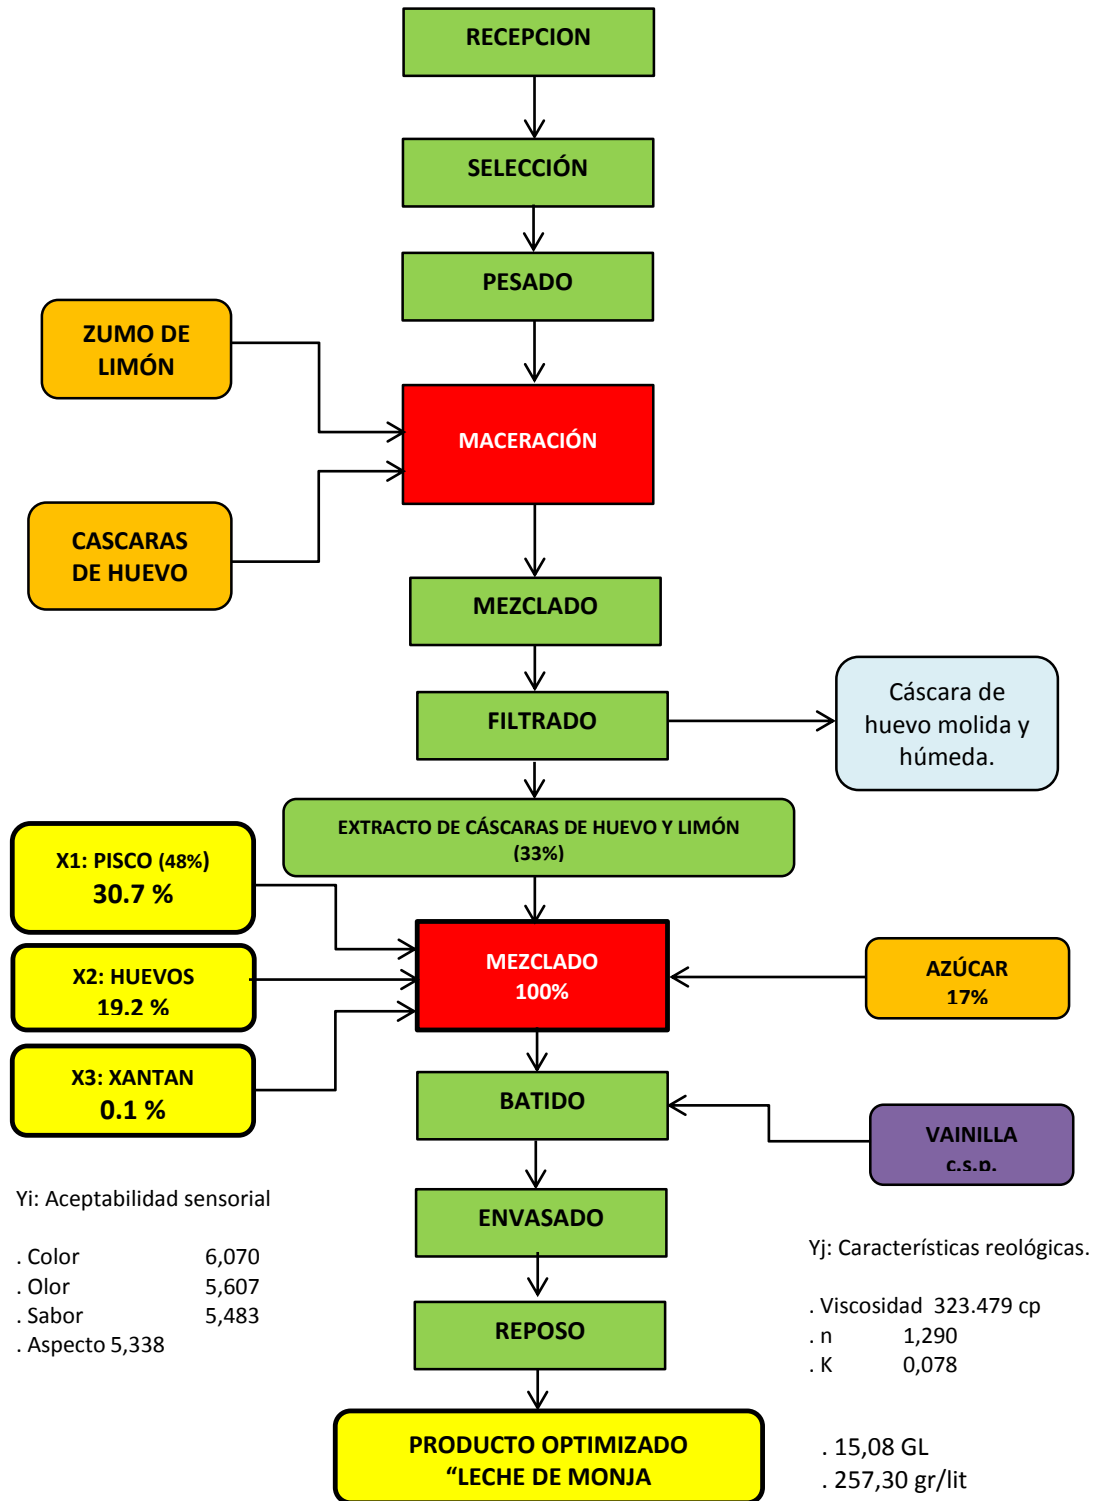 RECEPCION
SELECCIÓN
PESADO
ZUMO DE
LIMÓN
MACERACIÓN
CASCARAS
DE HUEVO
MEZCLADO
FILTRADO
Cáscara de
huevo molida y
húmeda.
EXTRACTO DE CÁSCARAS DE HUEVO Y LIMÓN
(33%)
X1: PISCO (48%)
30.7 %
X2: HUEVOS
19.2 %
X3: XANTAN
0.1 %
MEZCLADO
100%
AZÚCAR
17%
BATIDO
VAINILLA
c.s.p.
ENVASADO
REPOSO
PRODUCTO OPTIMIZADO
“LECHE DE MONJA
Yi: Aceptabilidad sensorial
. Color 6,070
. Olor 5,607
. Sabor 5,483
. Aspecto 5,338
Yj: Características reológicas.
. Viscosidad 323.479 cp
. n 1,290
. K 0,078
. 15,08 GL
. 257,30 gr/lit